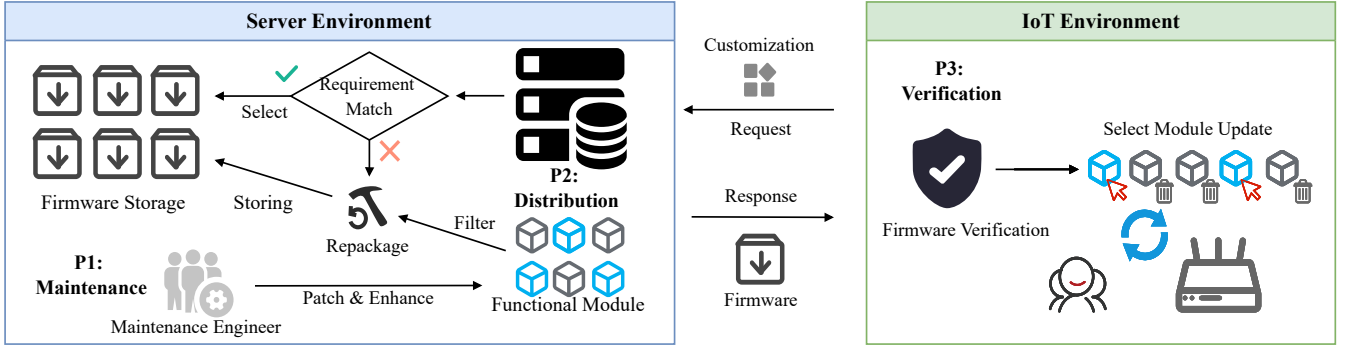 Server Environment
Requirement
Match
Select
Firmware Storage
Storing
Repackage
Filter
P2:
Distribution
Functional Module
P1:
Maintenance
Patch & Enhance
Maintenance Engineer
Customization
Request
Response
Firmware
IoT Environment
P3:
Verification
Firmware Verification
Select Module Update